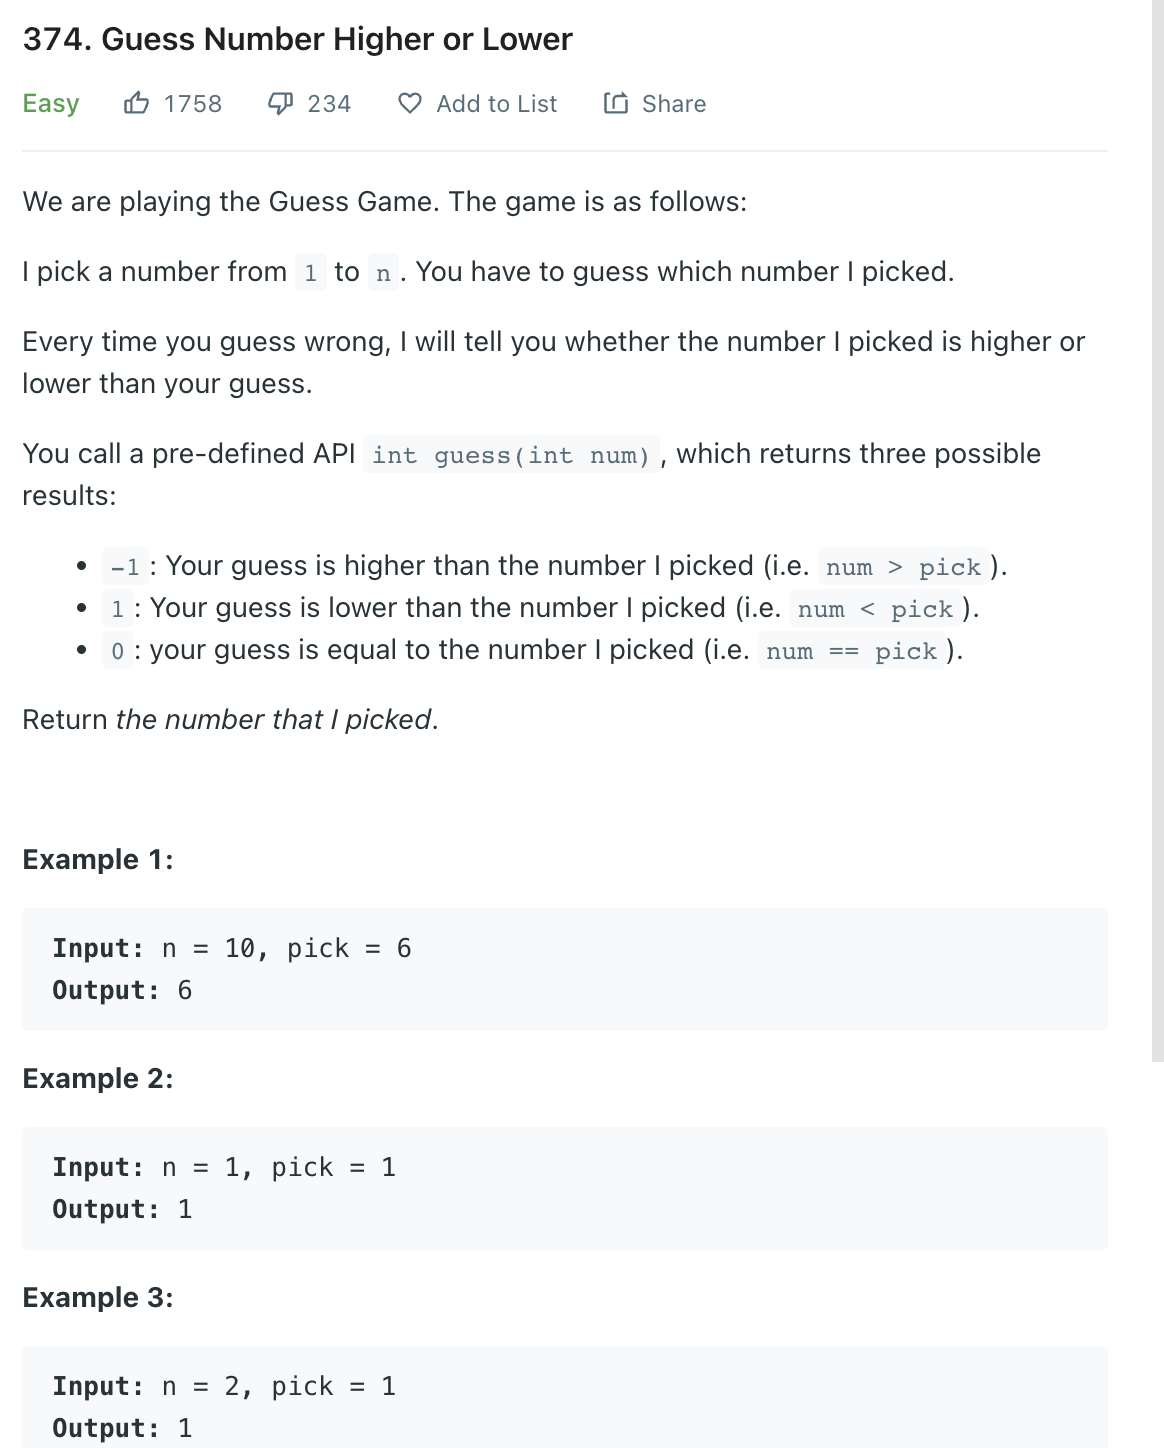 374. Guess Number Higher or Lower
Easy 1758 234 Add to List Share
We are playing the Guess Game. The game is as follows:
I pick a number from 1 to n. You have to guess which number I picked.
Every time you guess wrong, I will tell you whether the number I picked is higher or
lower than your guess.
You call a pre-defined API int guess(int num), which returns three possible
results:
• -1: Your guess is higher than the number I picked (i.e. num > pick).
• 1: Your guess is lower than the number I picked (i.e. num < pick).
• 0: your guess is equal to the number I picked (i.e. num == pick).
Return the number that I picked.
Example 1:
Input: n = 10, pick = 6
Output: 6
Example 2:
Input: n = 1, pick = 1
Output: 1
Example 3:
Input: n = 2, pick = 1
Output: 1